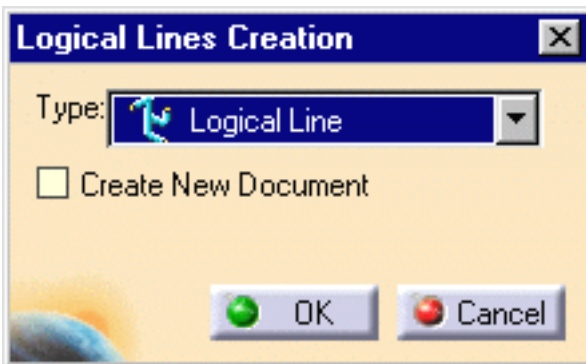 Logical Lines Creation
Type: Logical Line
Create New Document
OK Cancel